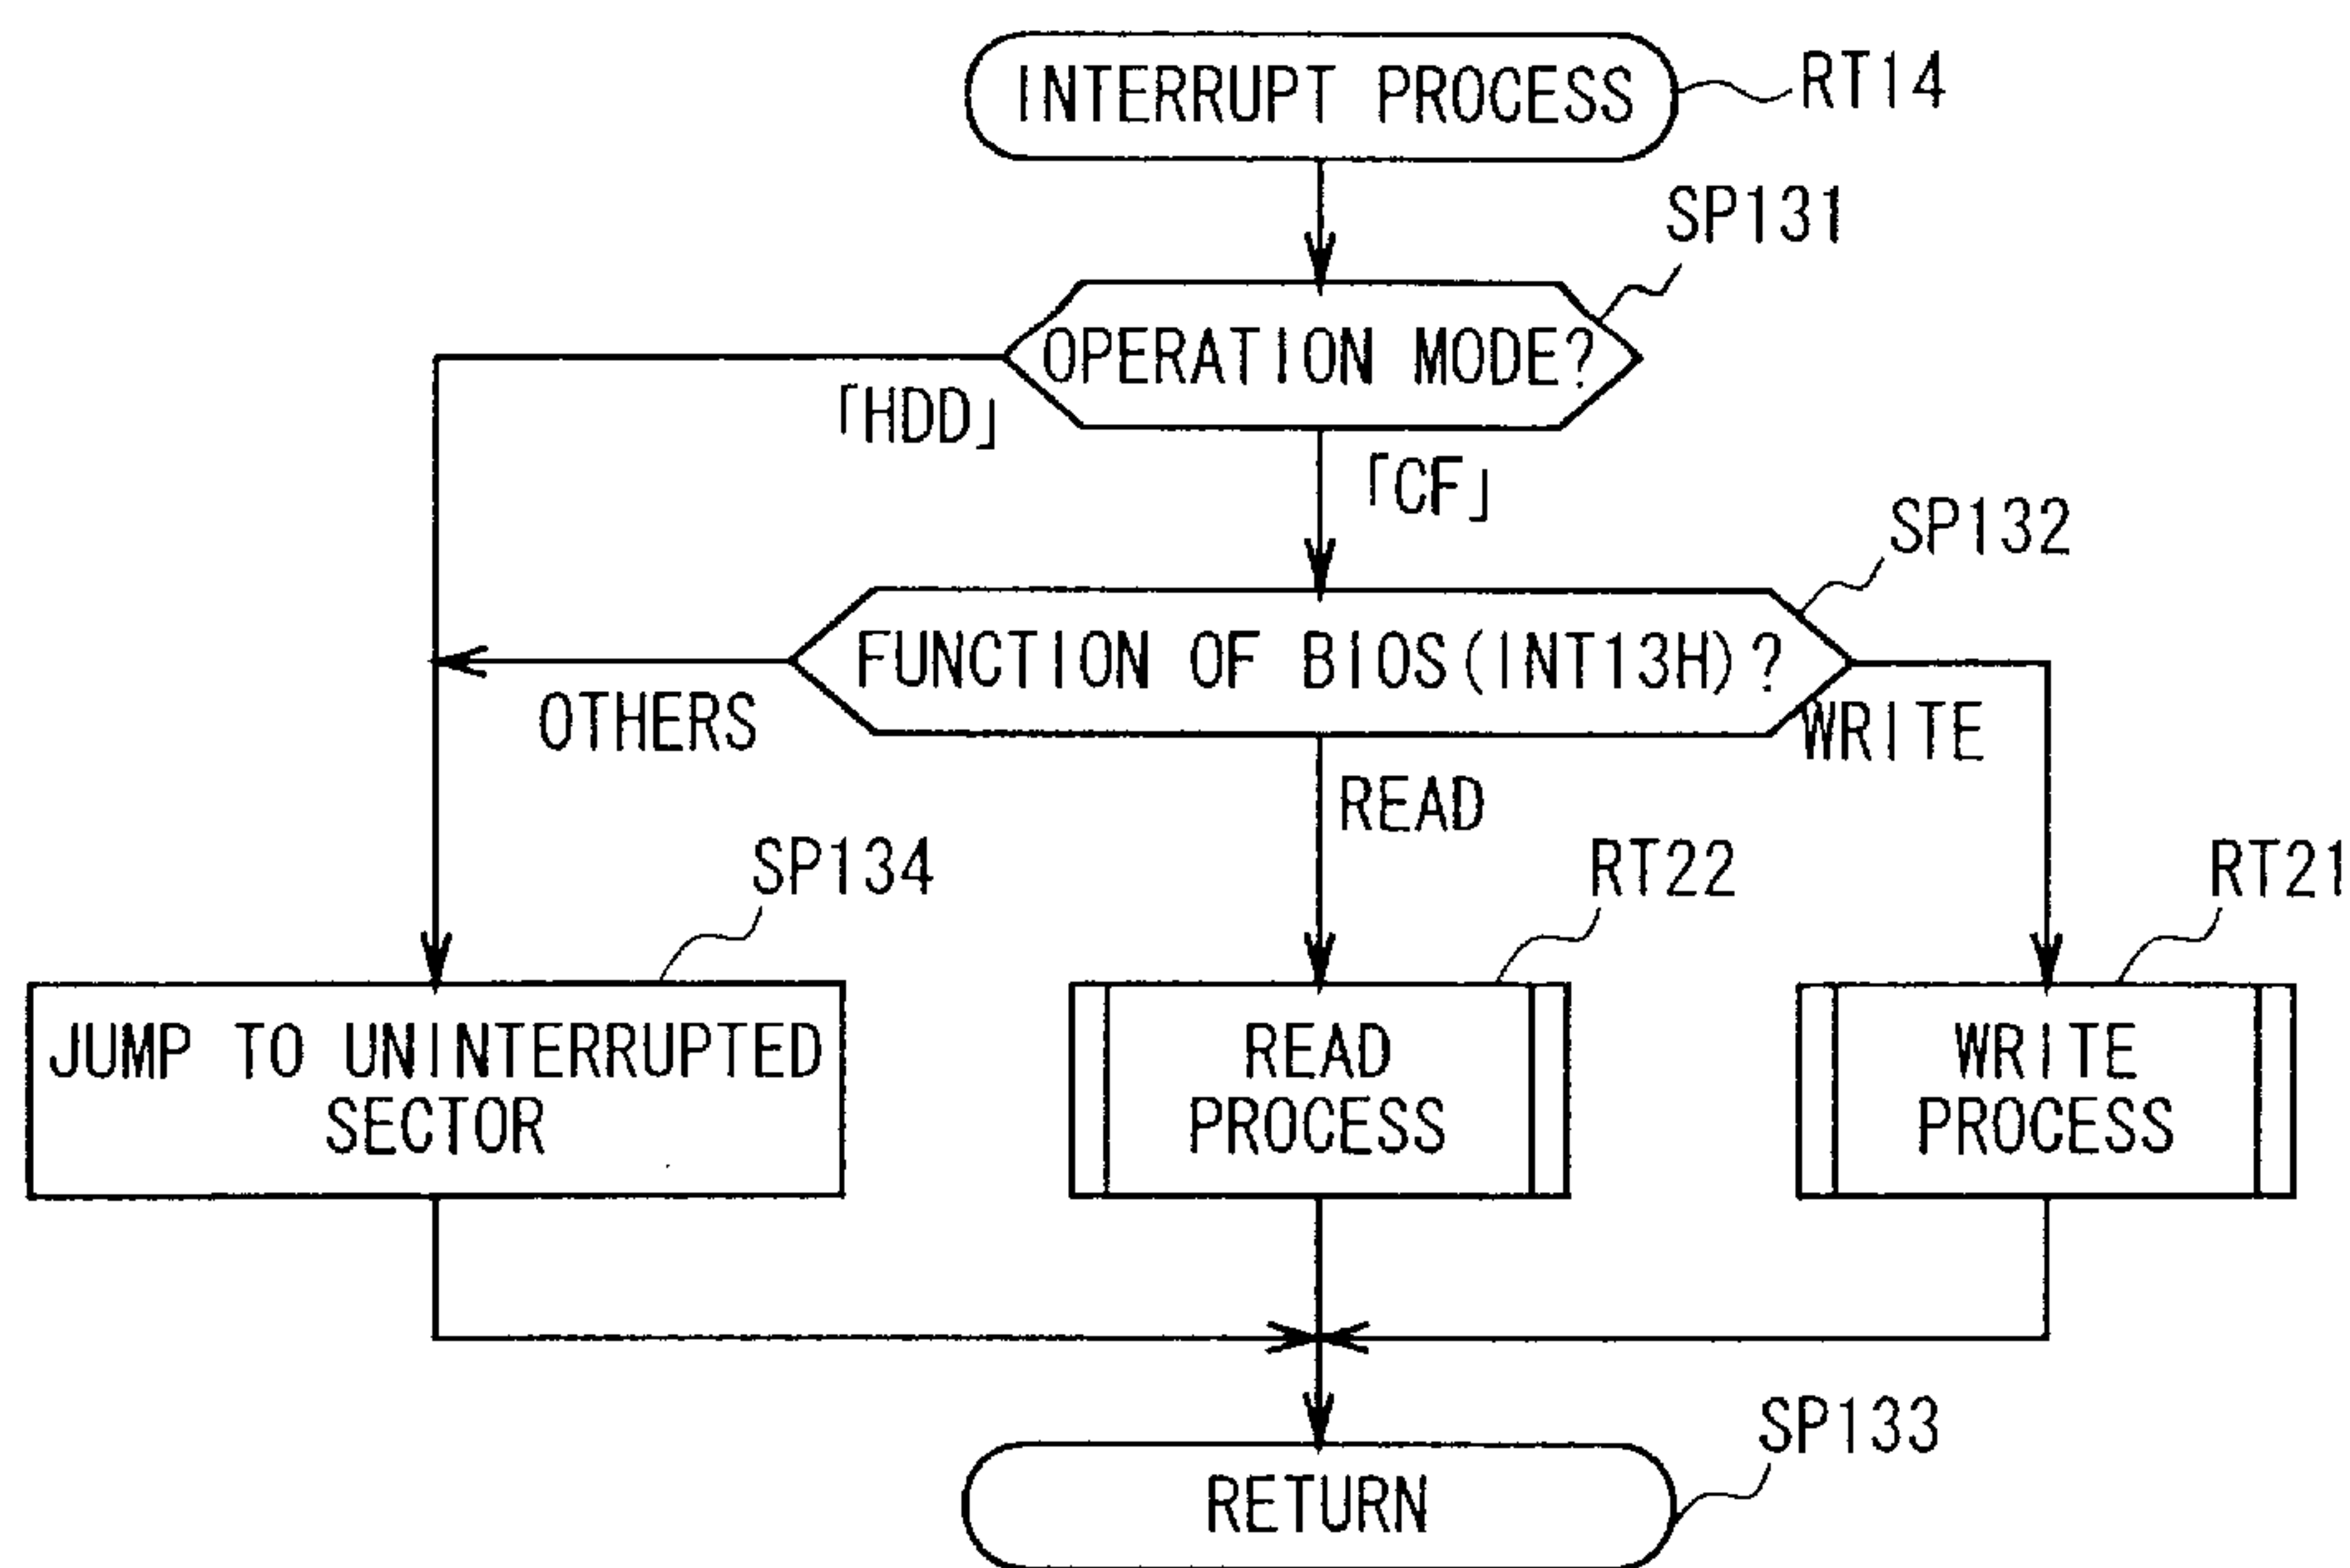 INTERRUPT PROCESS
RT14
SP131
OPERATION MODE?
「HDD」
「CF」
SP132
FUNCTION OF BIOS(INT13H)?
OTHERS
WRITE
READ
SP134
RT22
RT21
JUMP TO UNINTERRUPTED
SECTOR
READ
PROCESS
WRITE
PROCESS
SP133
RETURN